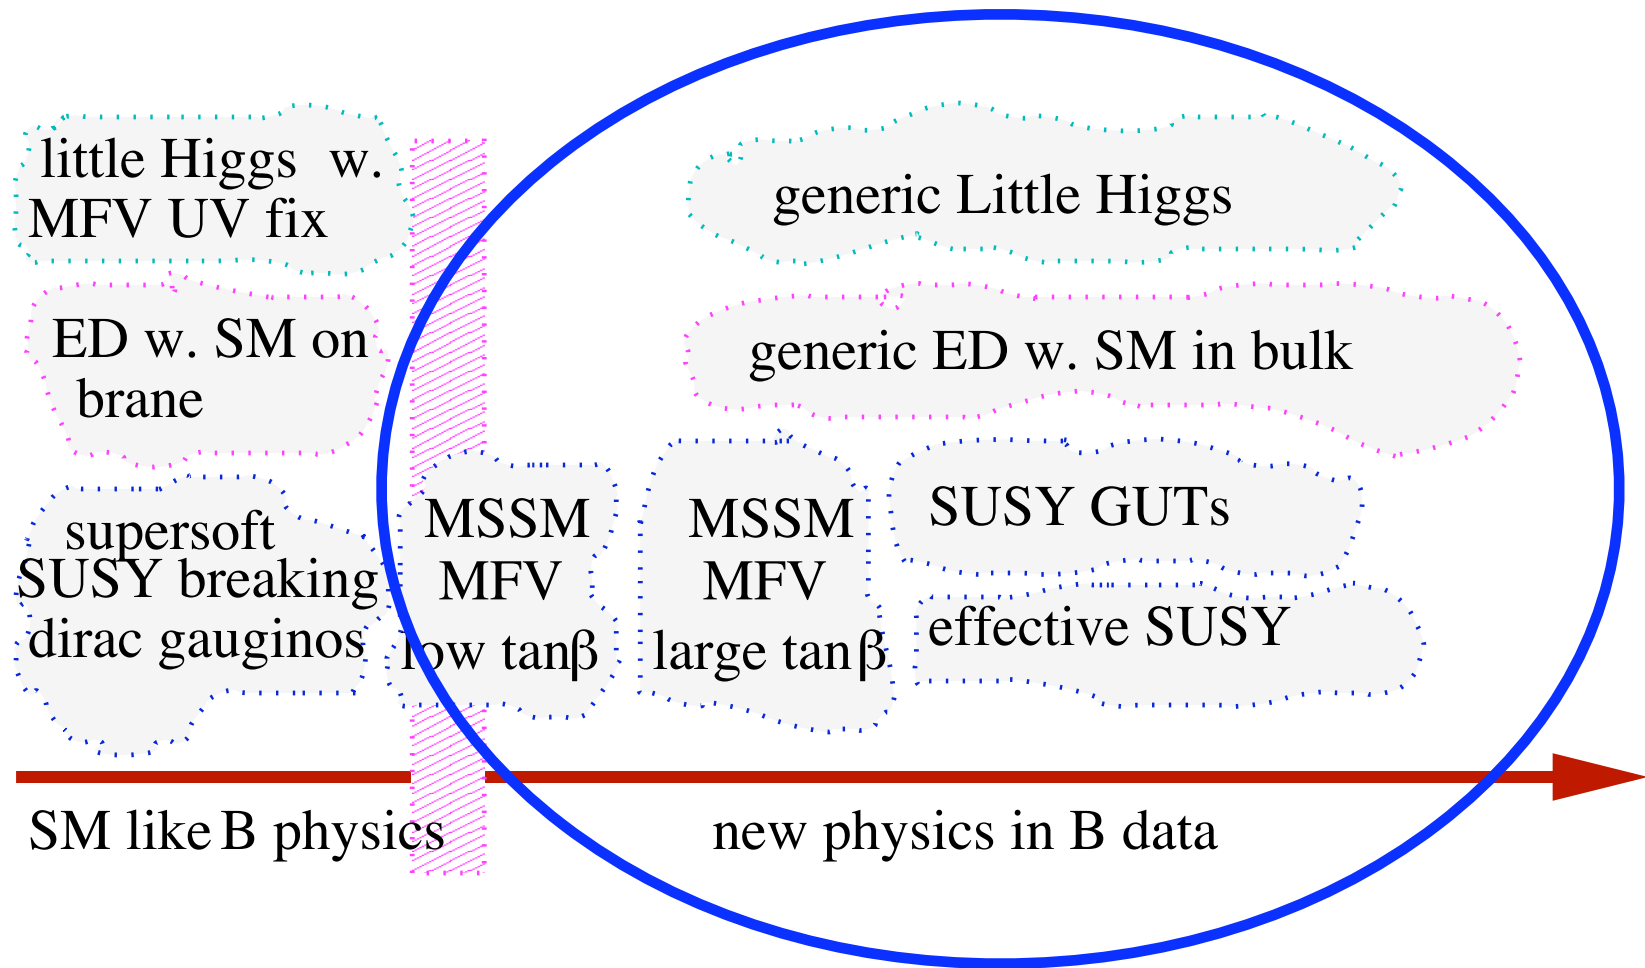 little Higgs w.
MFV UV fix
generic Little Higgs
ED w. SM on
brane
generic ED w. SM in bulk
supersoft
SUSY breaking
dirac gauginos
MSSM
MFV
low tanβ
MSSM
MFV
large tanβ
SUSY GUTs
effective SUSY
SM like B physics
new physics in B data